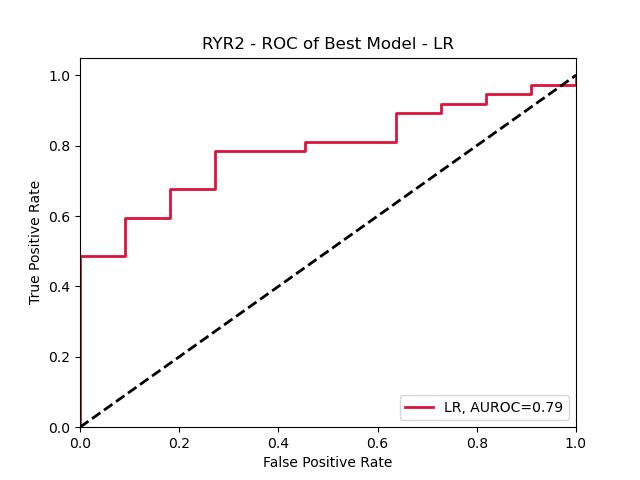 RYR2 - ROC of Best Model - LR
1.0
0.8
0.6
0.4
0.2
0.0
True Positive Rate
LR, AUROC=0.79
0.0 0.2 0.4 0.6 0.8 1.0
False Positive Rate